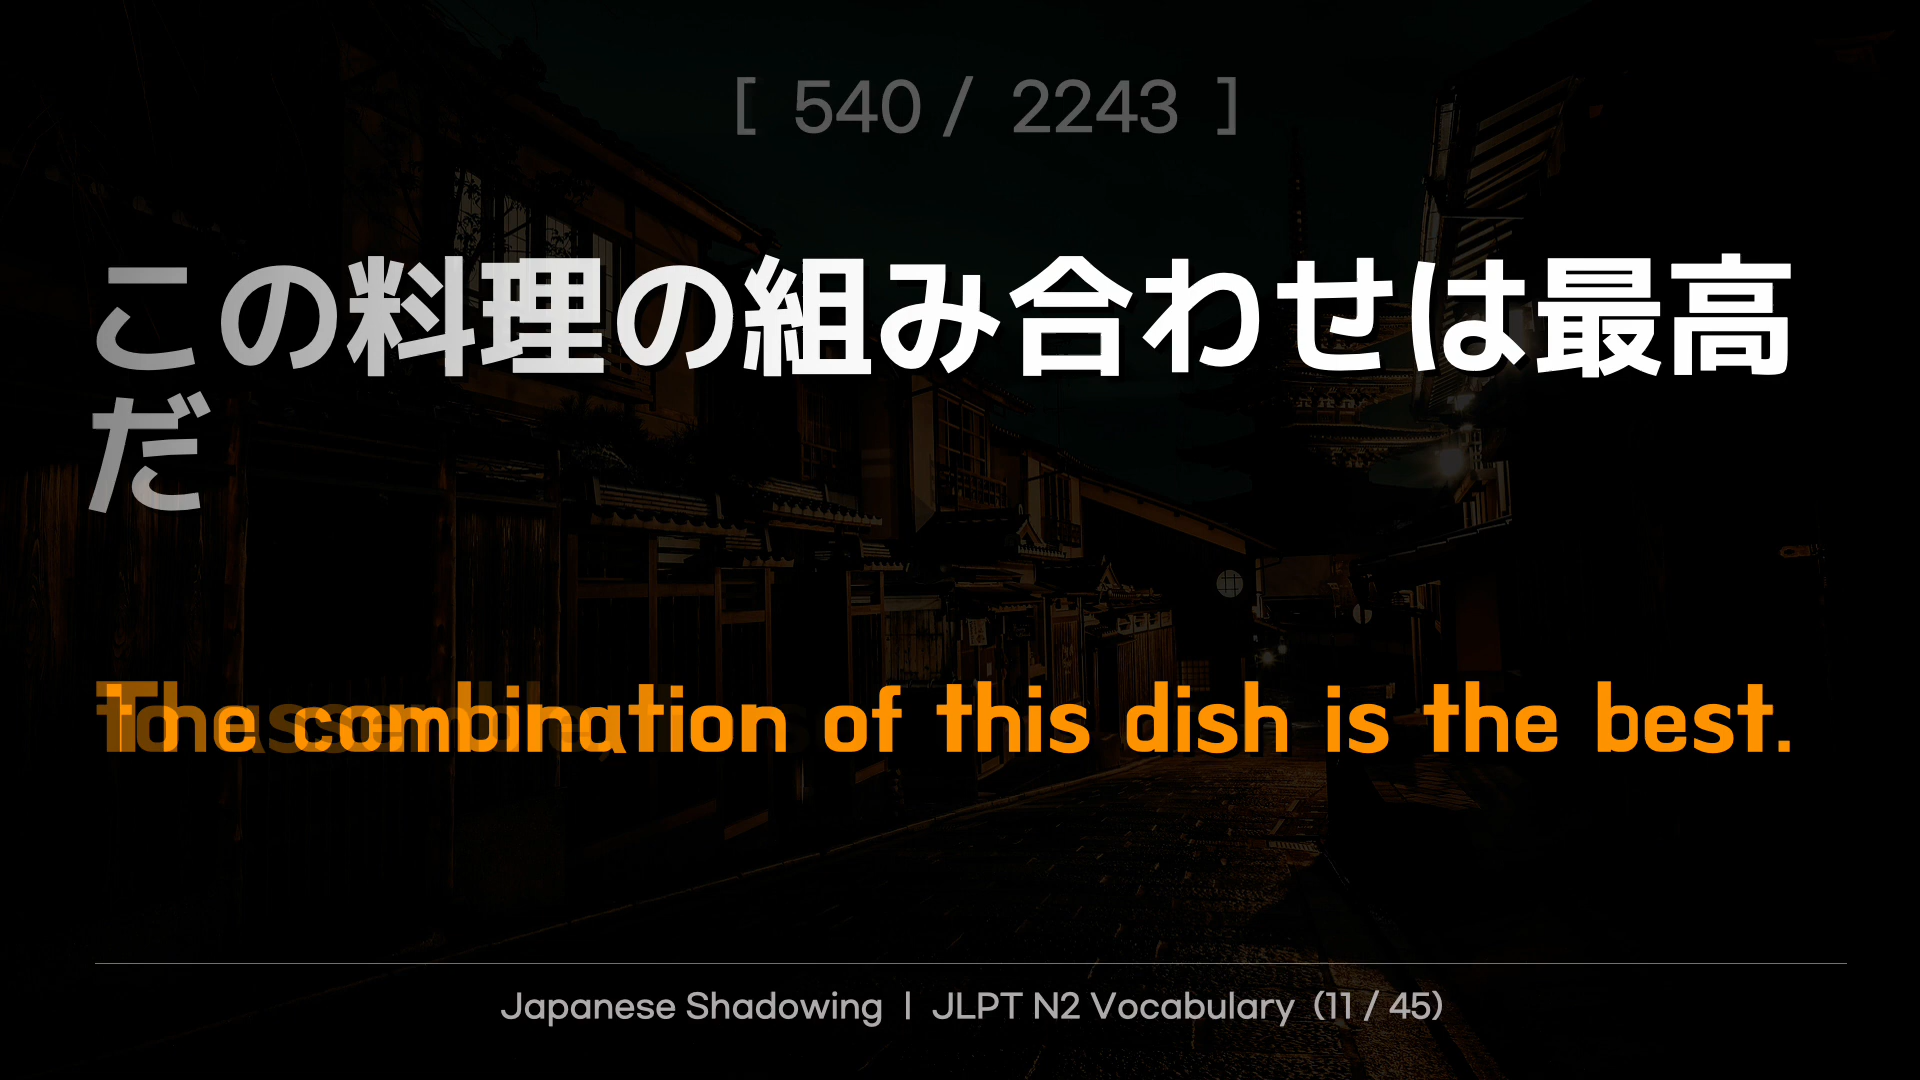 [ 540 / 2243 ]
この料理の組み合わせは最高
だ
The combination of this dish is the best.
Japanese Shadowing | JLPT N2 Vocabulary (11 / 45)